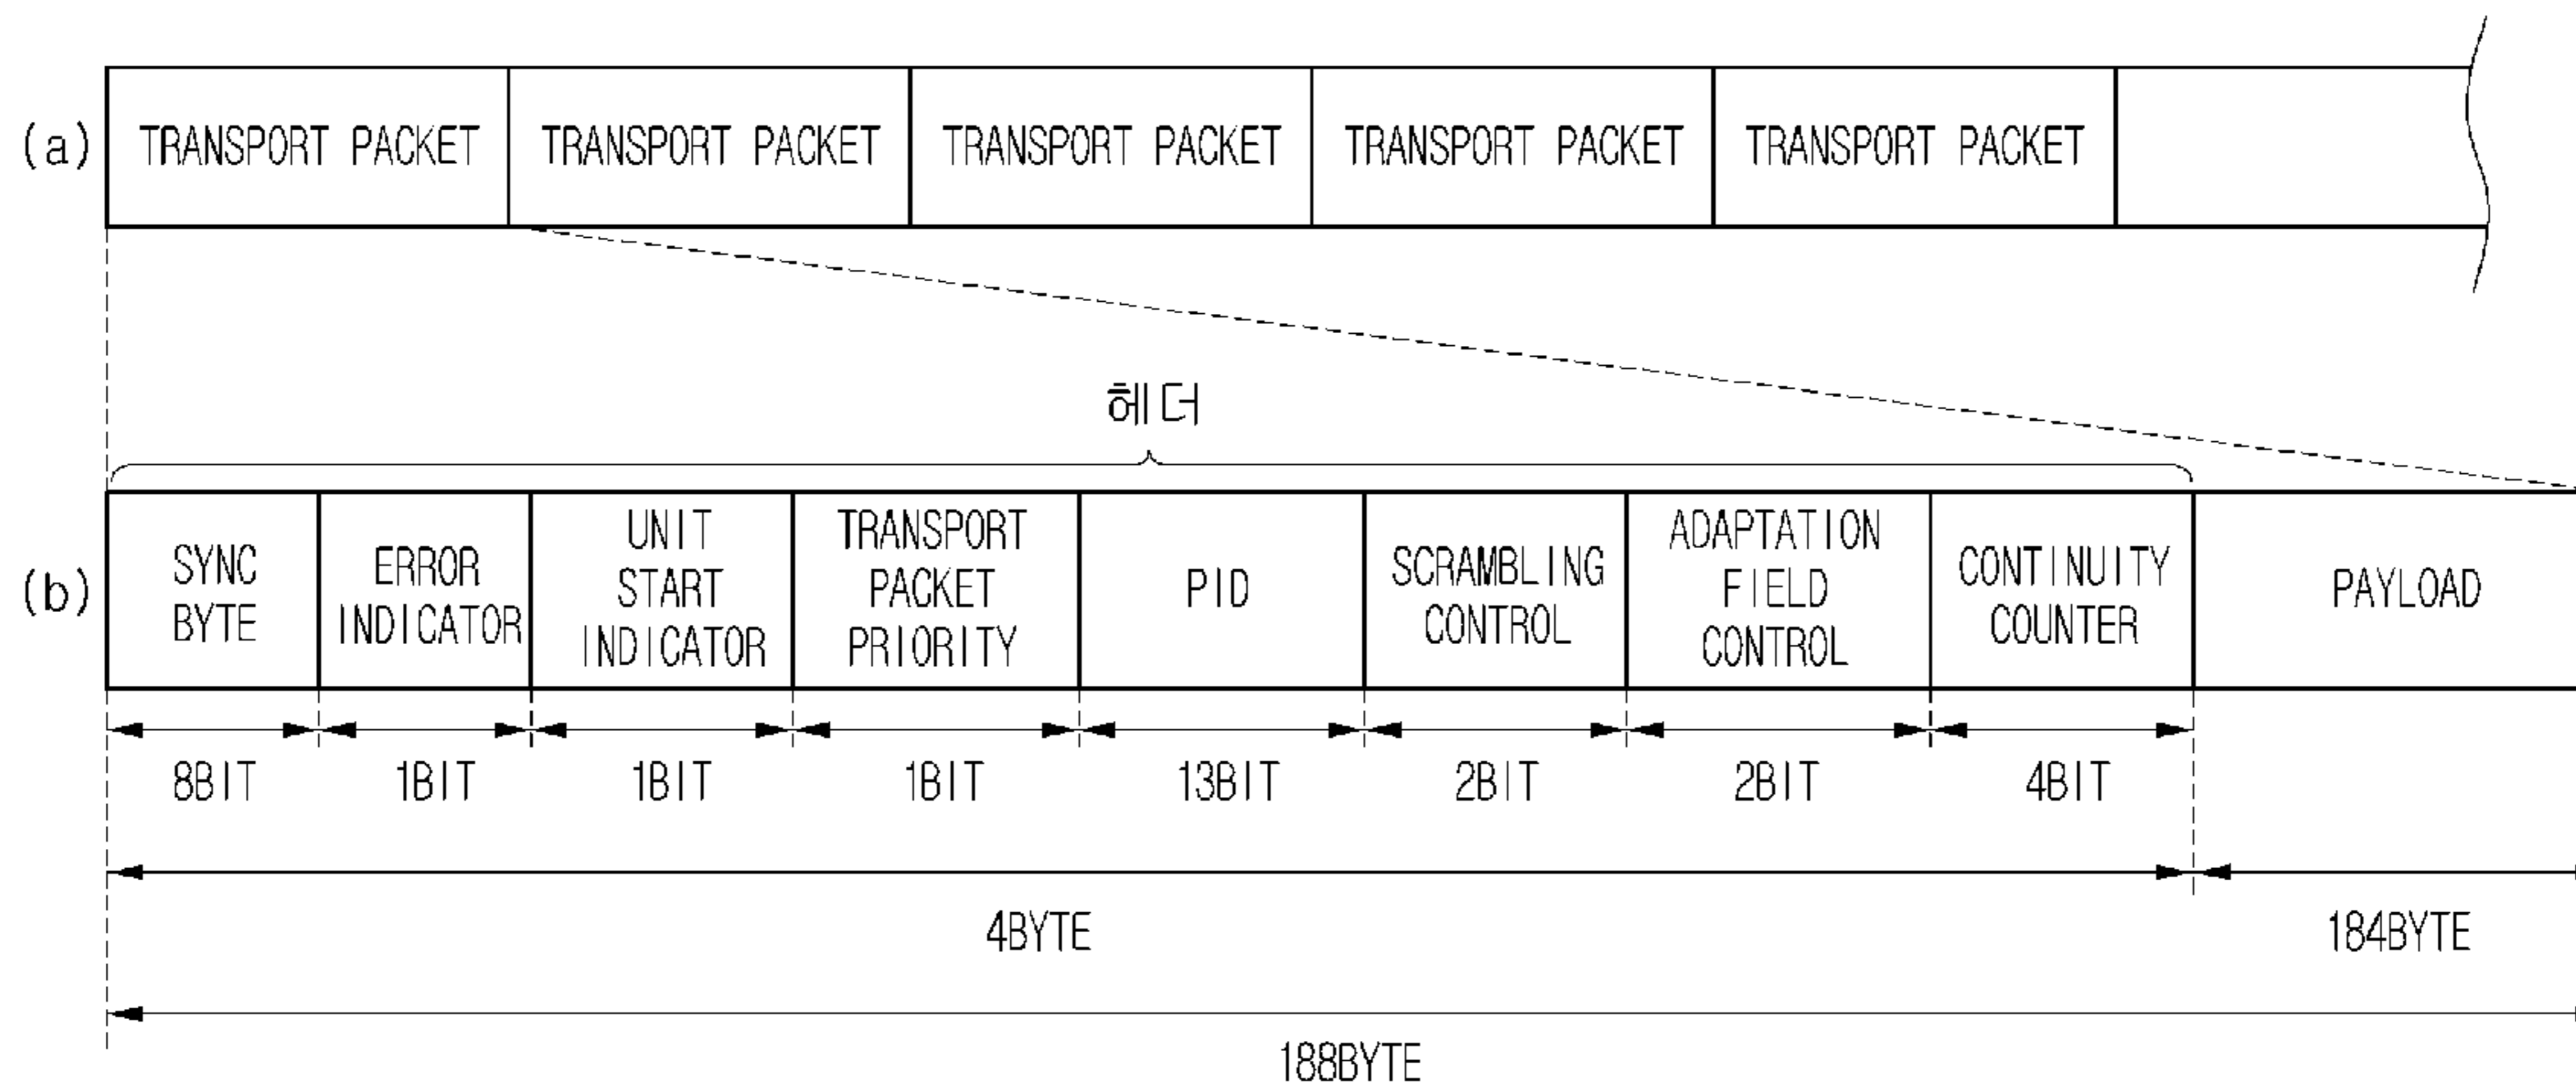 (a) TRANSPORT PACKET TRANSPORT PACKET TRANSPORT PACKET TRANSPORT PACKET TRANSPORT PACKET
헤더
(b)
SYNC
BYTE
ERROR
INDICATOR
UNIT
START
INDICATOR
TRANSPORT
PACKET
PRIORITY
PID
SCRAMBLING
CONTROL
ADAPTATION
FIELD
CONTROL
CONTINUITY
COUNTER
PAYLOAD
8BIT 1BIT 1BIT 1BIT 13BIT 2BIT 2BIT 4BIT
4BYTE 184BYTE
188BYTE